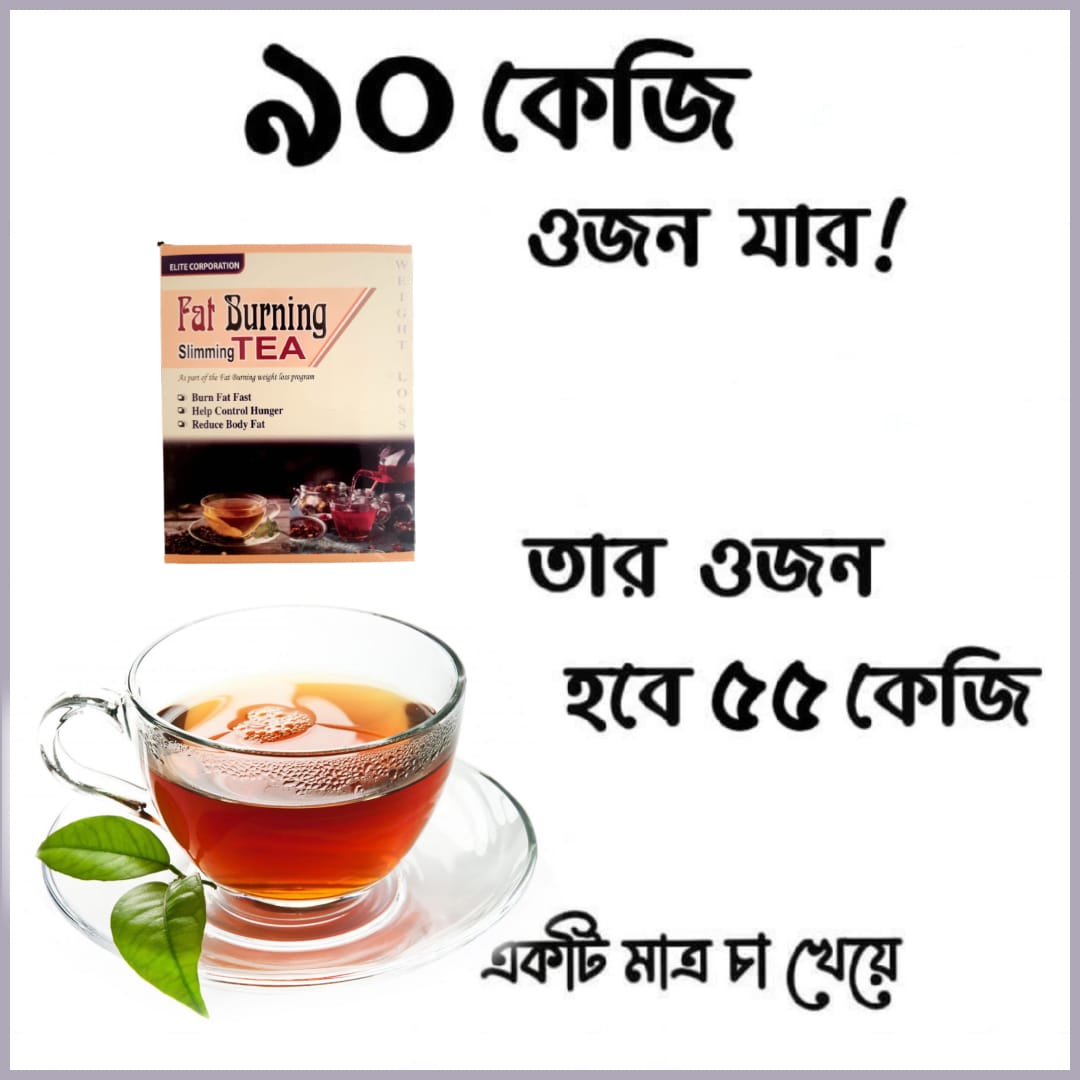 ৯০ কেজি
ওজন যার!
ELITE CORPORATION
Fat Burning
Slimming TEA
As part of the Fat Burning weight loss program
Burn Fat Fast
Help Control Hunger
Reduce Body Fat
WEIGHT LOSS
তার ওজন
হবে ৫৫ কেজি
একটি মাত্র চা খেয়ে